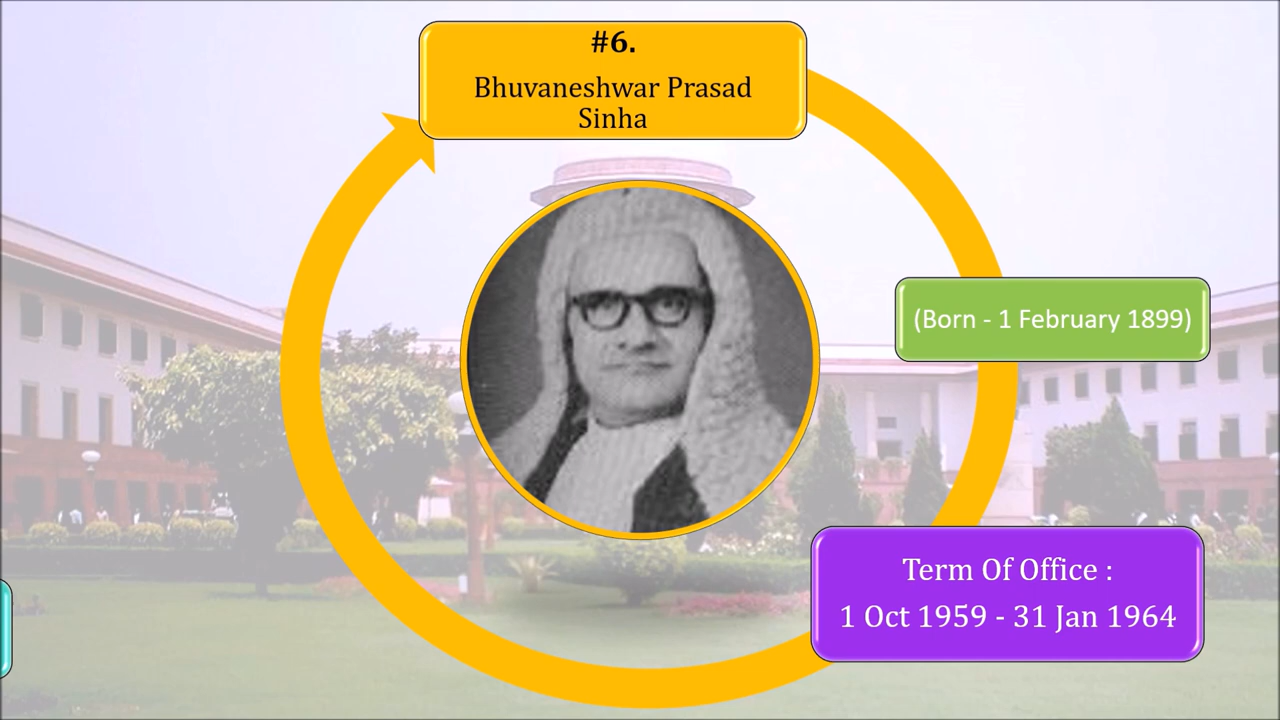 #6.
Bhuvaneshwar Prasad
Sinha
(Born - 1 February 1899)
Term Of Office :
1 Oct 1959 - 31 Jan 1964